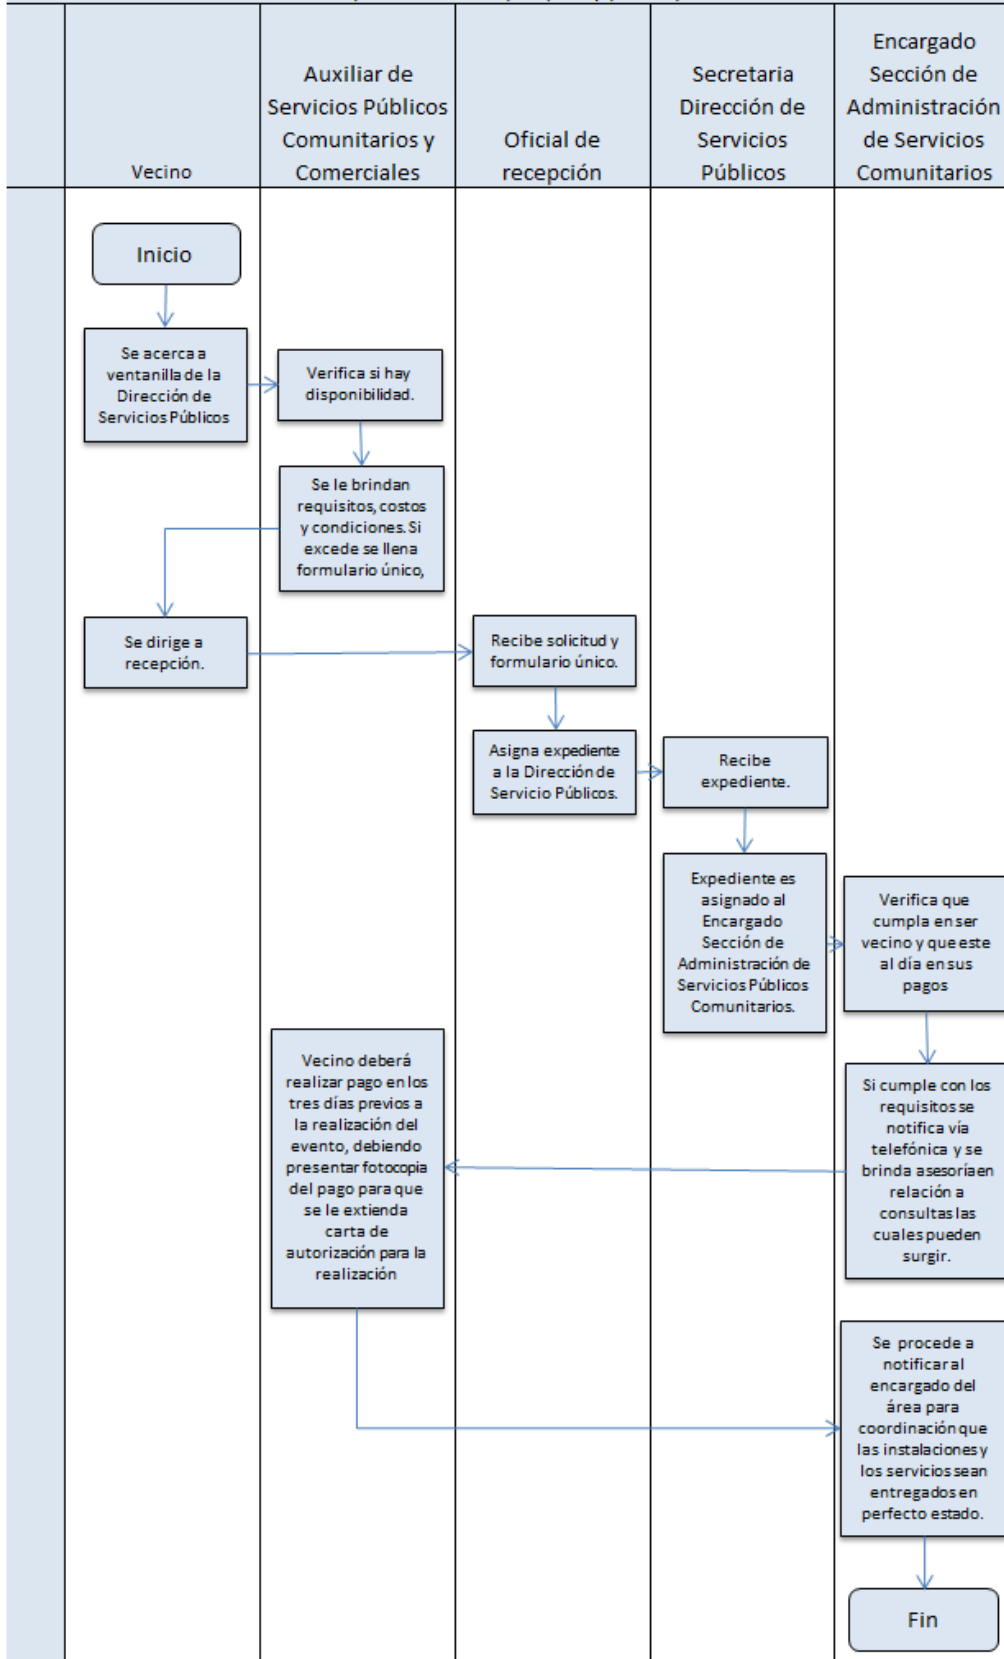 Vecino
Auxiliar de
Servicios Públicos
Comunitarios y
Comerciales
Oficial de
recepción
Secretaria
Dirección de
Servicios
Públicos
Encargado
Sección de
Administración
de Servicios
Comunitarios
Inicio
Se acerca a
ventanilla de la
Dirección de
Servicios Públicos
Verifica si hay
disponibilidad.
Se le brindan
requisitos, costos
y condiciones. Si
excede se llena
formulario único,
Se dirige a
recepción.
Recibe solicitud y
formulario único.
Asigna expediente
a la Dirección de
Servicio Públicos.
Recibe
expediente.
Expediente es
asignado al
Encargado
Sección de
Administración de
Servicios Públicos
Comunitarios.
Verifica que
cumpla en ser
vecino y que este
al día en sus
pagos
Si cumple con los
requisitos se
notifica vía
telefónica y se
brinda asesoría en
relación a
consultas las
cuales pueden
surgir.
Vecino deberá
realizar pago en los
tres días previos a
la realización del
evento, debiendo
presentar fotocopia
del pago para que
se le extienda
carta de
autorización para la
realización
Se procede a
notificar al
encargado del
área para
coordinación que
las instalaciones y
los servicios sean
entregados en
perfecto estado.
Fin